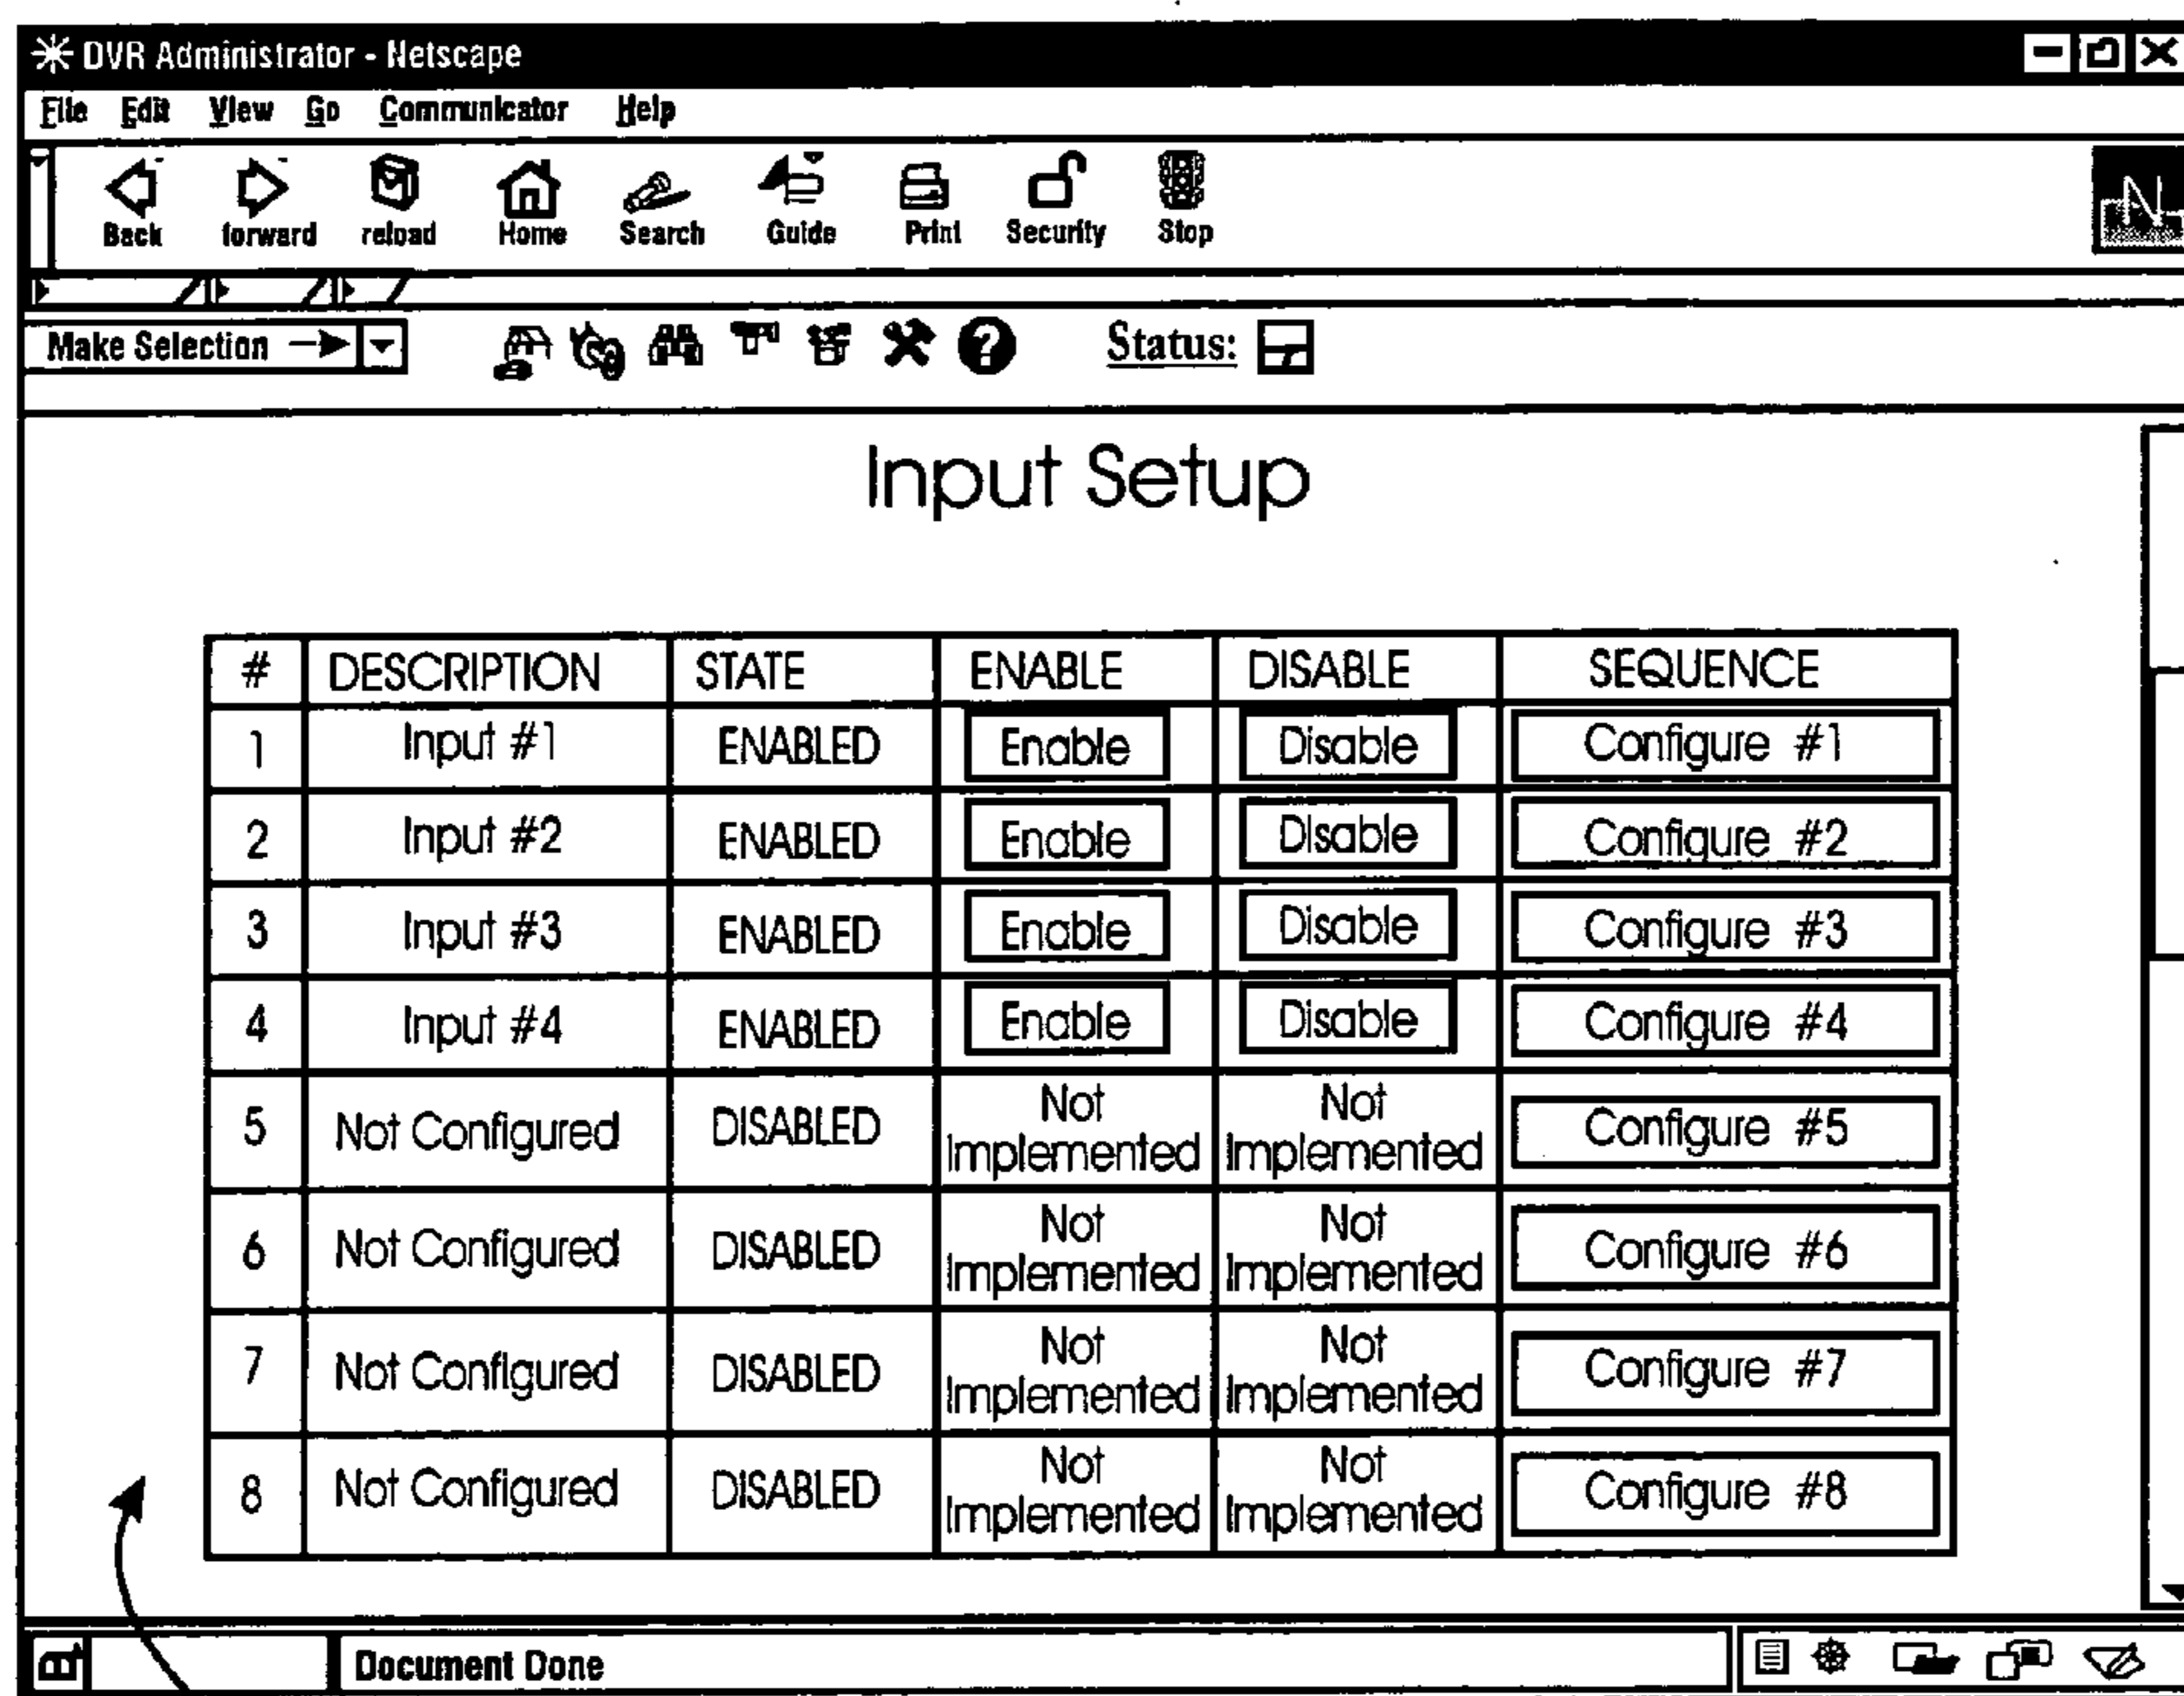 DVR Administrator - Netscape
File Edit View Go Communicator Help
Back forward reload Home Search Guide Print Security Stop
N
Make Selection
Status:
Input Setup
# DESCRIPTION STATE ENABLE DISABLE SEQUENCE
1 Input #1 ENABLED Enable Disable Configure #1
2 Input #2 ENABLED Enable Disable Configure #2
3 Input #3 ENABLED Enable Disable Configure #3
4 Input #4 ENABLED Enable Disable Configure #4
5 Not Configured DISABLED Not Implemented Not Implemented Configure #5
6 Not Configured DISABLED Not Implemented Not Implemented Configure #6
7 Not Configured DISABLED Not Implemented Not Implemented Configure #7
8 Not Configured DISABLED Not Implemented Not Implemented Configure #8
Document Done